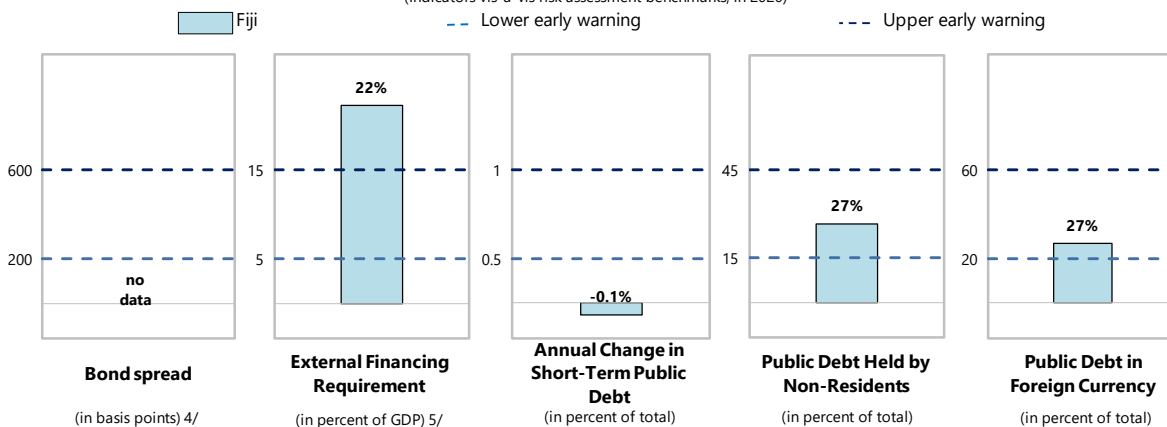 (Indicators vis-à-vis risk assessment benchmarks, in 2020)
Fiji
Lower early warning
Upper early warning
600
200
no
data
Bond spread
(in basis points) 4/
22%
15
5
External Financing
Requirement
(in percent of GDP) 5/
1
0.5
-0.1%
Annual Change in
Short-Term Public
Debt
(in percent of total)
45
27%
15
Public Debt Held by
Non-Residents
(in percent of total)
60
27%
20
Public Debt in
Foreign Currency
(in percent of total)